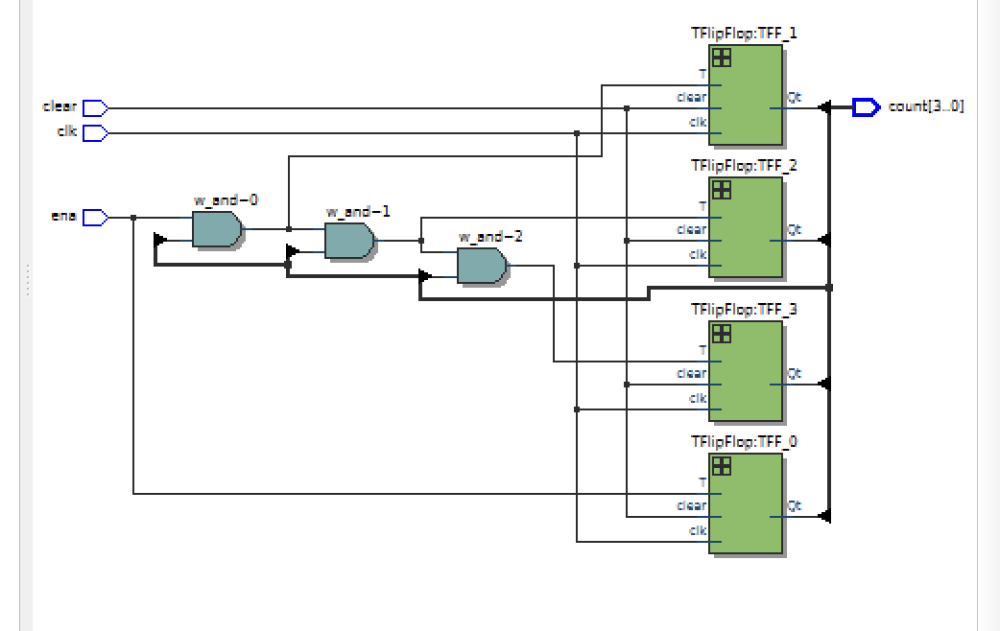 TFlipFlop:TFF_1
T
clear
clk
Qt
clear
clk
count[3..0]
TFlipFlop:TFF_2
T
clear
clk
Qt
ena
w_and−0
w_and−1
w_and−2
TFlipFlop:TFF_3
T
clear
clk
Qt
TFlipFlop:TFF_0
T
clear
clk
Qt